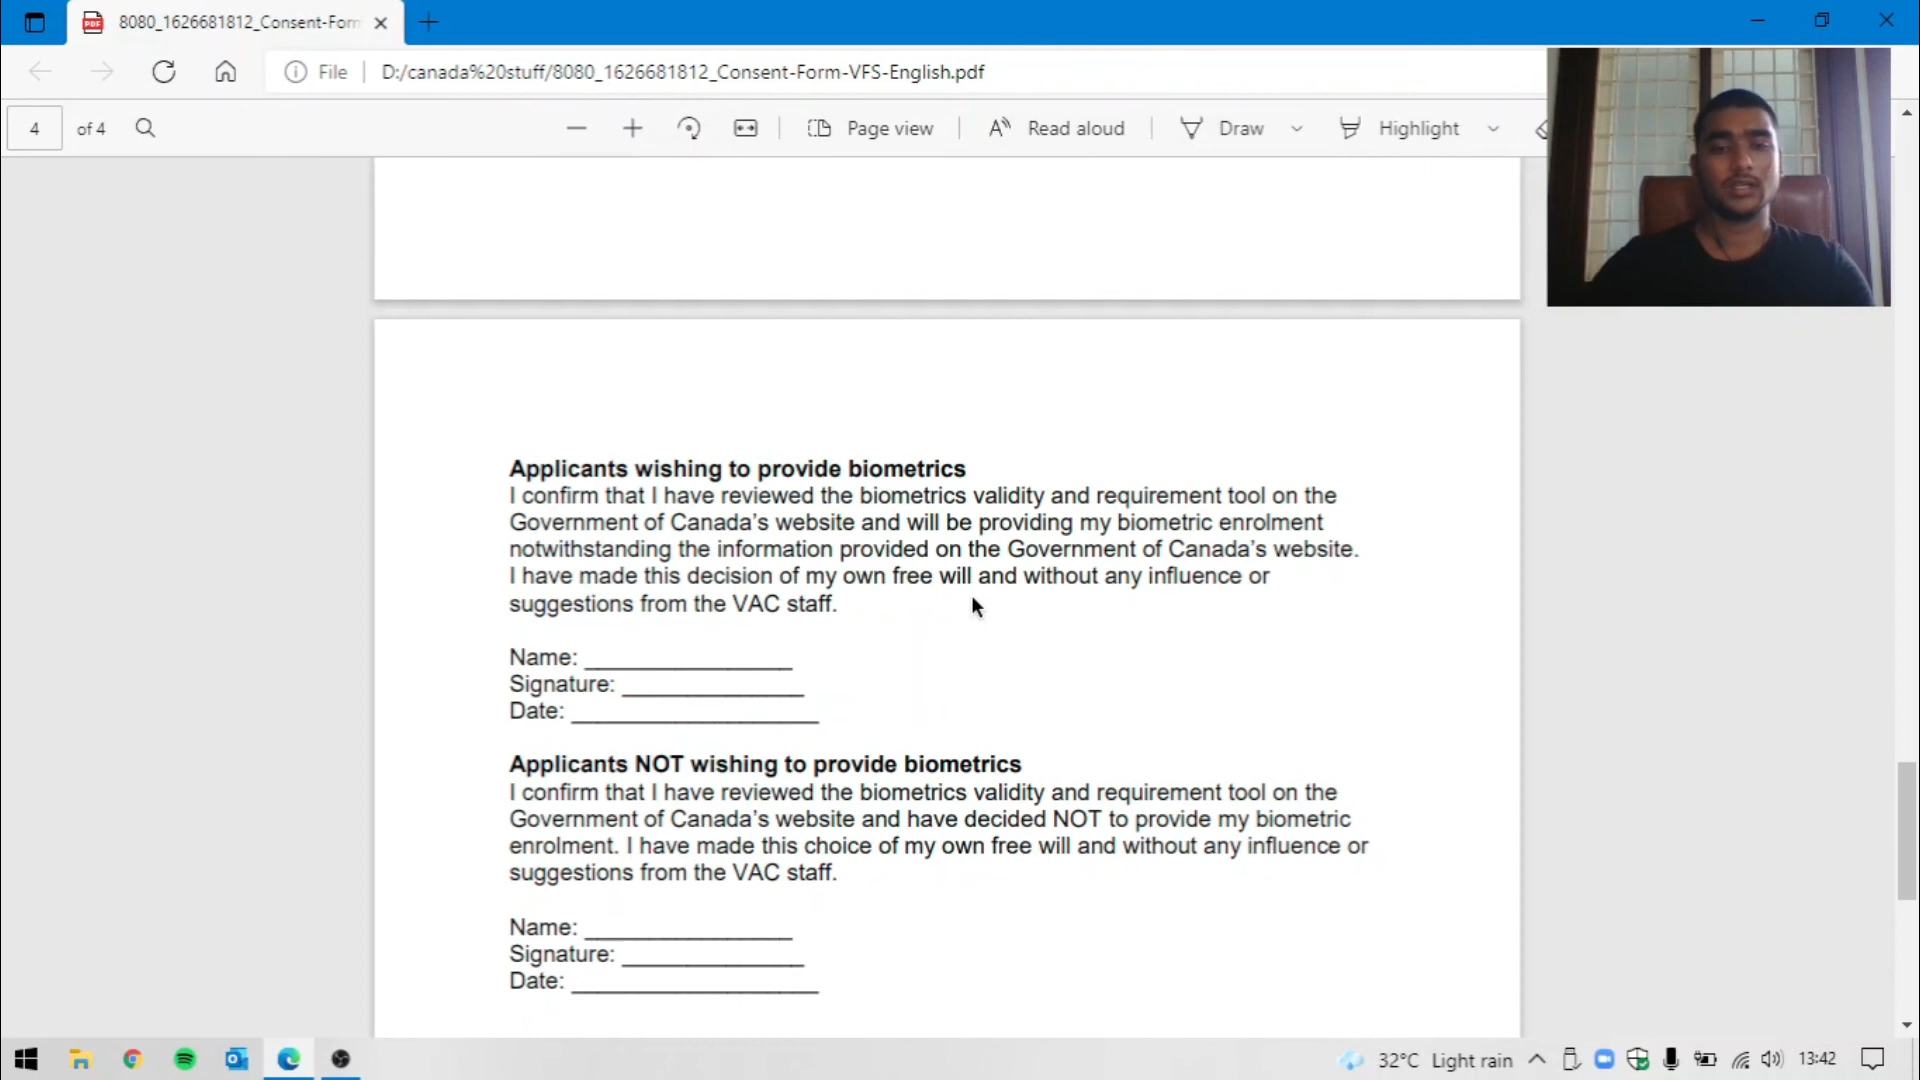 8080_1626681812_Consent-Form
File
D:/canada%20stuff/8080_1626681812_Consent-Form-VFS-English.pdf
4 of 4
Page view
Read aloud
Draw
Highlight
Applicants wishing to provide biometrics
I confirm that I have reviewed the biometrics validity and requirement tool on the
Government of Canada's website and will be providing my biometric enrolment
notwithstanding the information provided on the Government of Canada's website.
I have made this decision of my own free will and without any influence or
suggestions from the VAC staff.
Name: _________________
Signature: _______________
Date: ____________________
Applicants NOT wishing to provide biometrics
I confirm that I have reviewed the biometrics validity and requirement tool on the
Government of Canada's website and have decided NOT to provide my biometric
enrolment. I have made this choice of my own free will and without any influence or
suggestions from the VAC staff.
Name: _________________
Signature: _______________
Date: ____________________
32°C Light rain
13:42